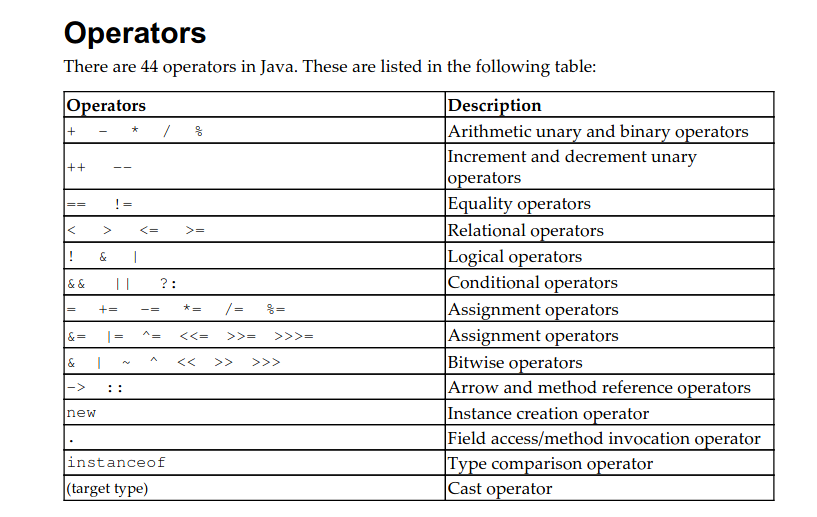 Operators
There are 44 operators in Java. These are listed in the following table:
Operators Description
+ - * / % Arithmetic unary and binary operators
++ -- Increment and decrement unary operators
== != Equality operators
< > <= >= Relational operators
! & | Logical operators
&& || ?: Conditional operators
= += -= *= /= %= Assignment operators
&= |= ^= <<= >>= >>>= Assignment operators
& | ~ ^ << >> >>> Bitwise operators
-> :: Arrow and method reference operators
new Instance creation operator
. Field access/method invocation operator
instanceof Type comparison operator
(target type) Cast operator